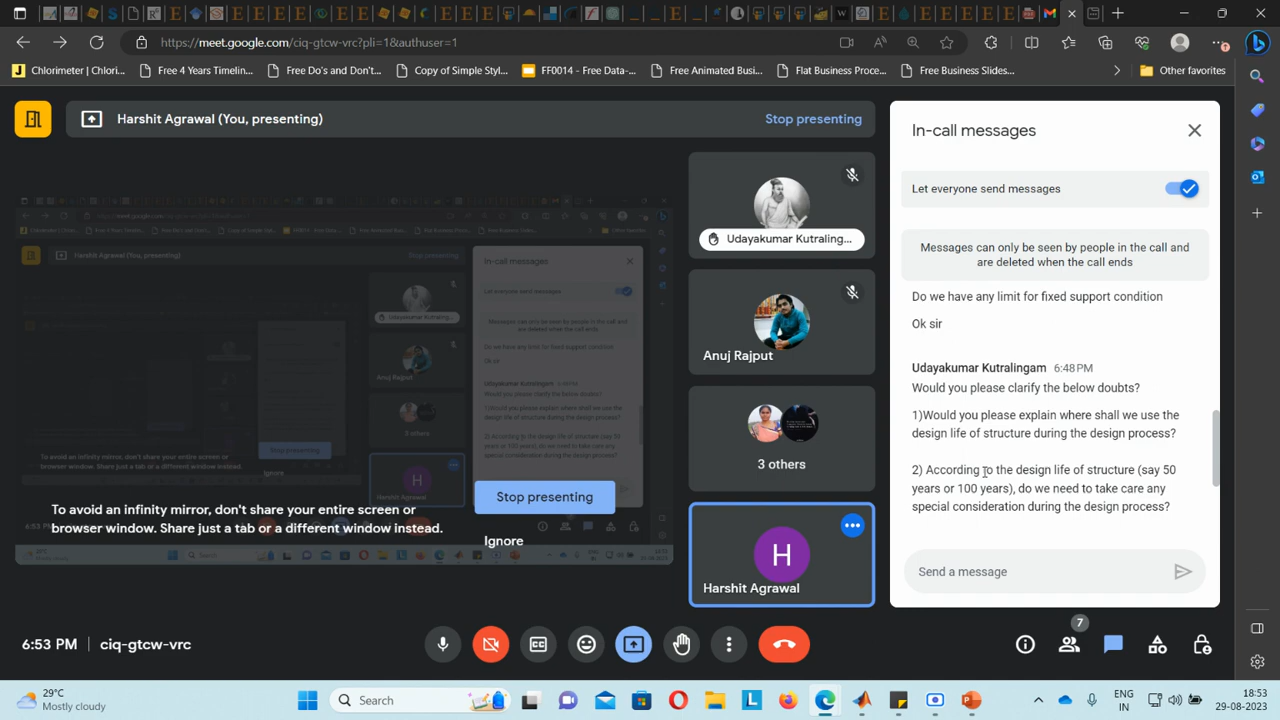 https://meet.google.com/ciq-gtcw-vrc?pli=1&authuser=1
Chlorimeter | Chlori...
Free 4 Years Timelin...
Free Do's and Don't...
Copy of Simple Styl...
FF0014 - Free Data-...
Free Animated Busi...
Flat Business Proce...
Free Business Slides...
Other favorites
Harshit Agrawal (You, presenting)
Stop presenting
In-call messages
Let everyone send messages
Messages can only be seen by people in the call and
are deleted when the call ends
Do we have any limit for fixed support condition
Ok sir
Udayakumar Kutralingam 6:48 PM
Would you please clarify the below doubts?
1)Would you please explain where shall we use the
design life of structure during the design process?
2) According to the design life of structure (say 50
years or 100 years), do we need to take care any
special consideration during the design process?
Send a message
Udayakumar Kutraling...
Anuj Rajput
3 others
H
Harshit Agrawal
To avoid an infinity mirror, don't share your entire screen or
browser window. Share just a tab or a different window instead.
Stop presenting
Ignore
6:53 PM | ciq-gtcw-vrc
7
29°C
Mostly cloudy
Search
ENG
IN
18:53
29-08-2023